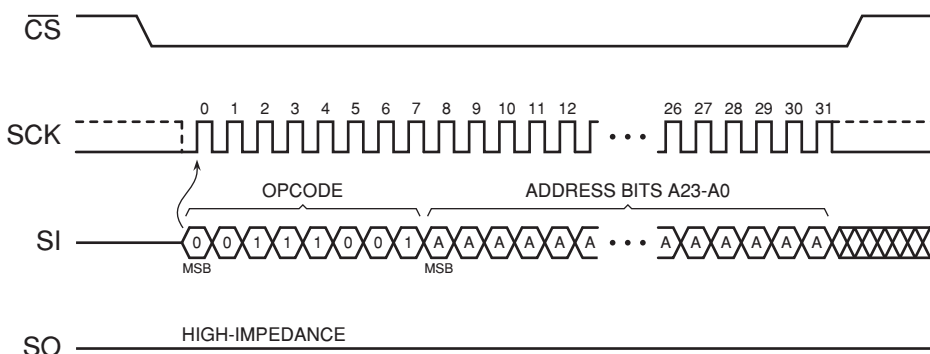 CS
0 1 2 3 4 5 6 7 8 9 10 11 12 26 27 28 29 30 31
SCK
OPCODE ADDRESS BITS A23-A0
SI 0 0 1 1 1 0 0 1 A A A A A A A A A A A A
MSB MSB
HIGH-IMPEDANCE
SO